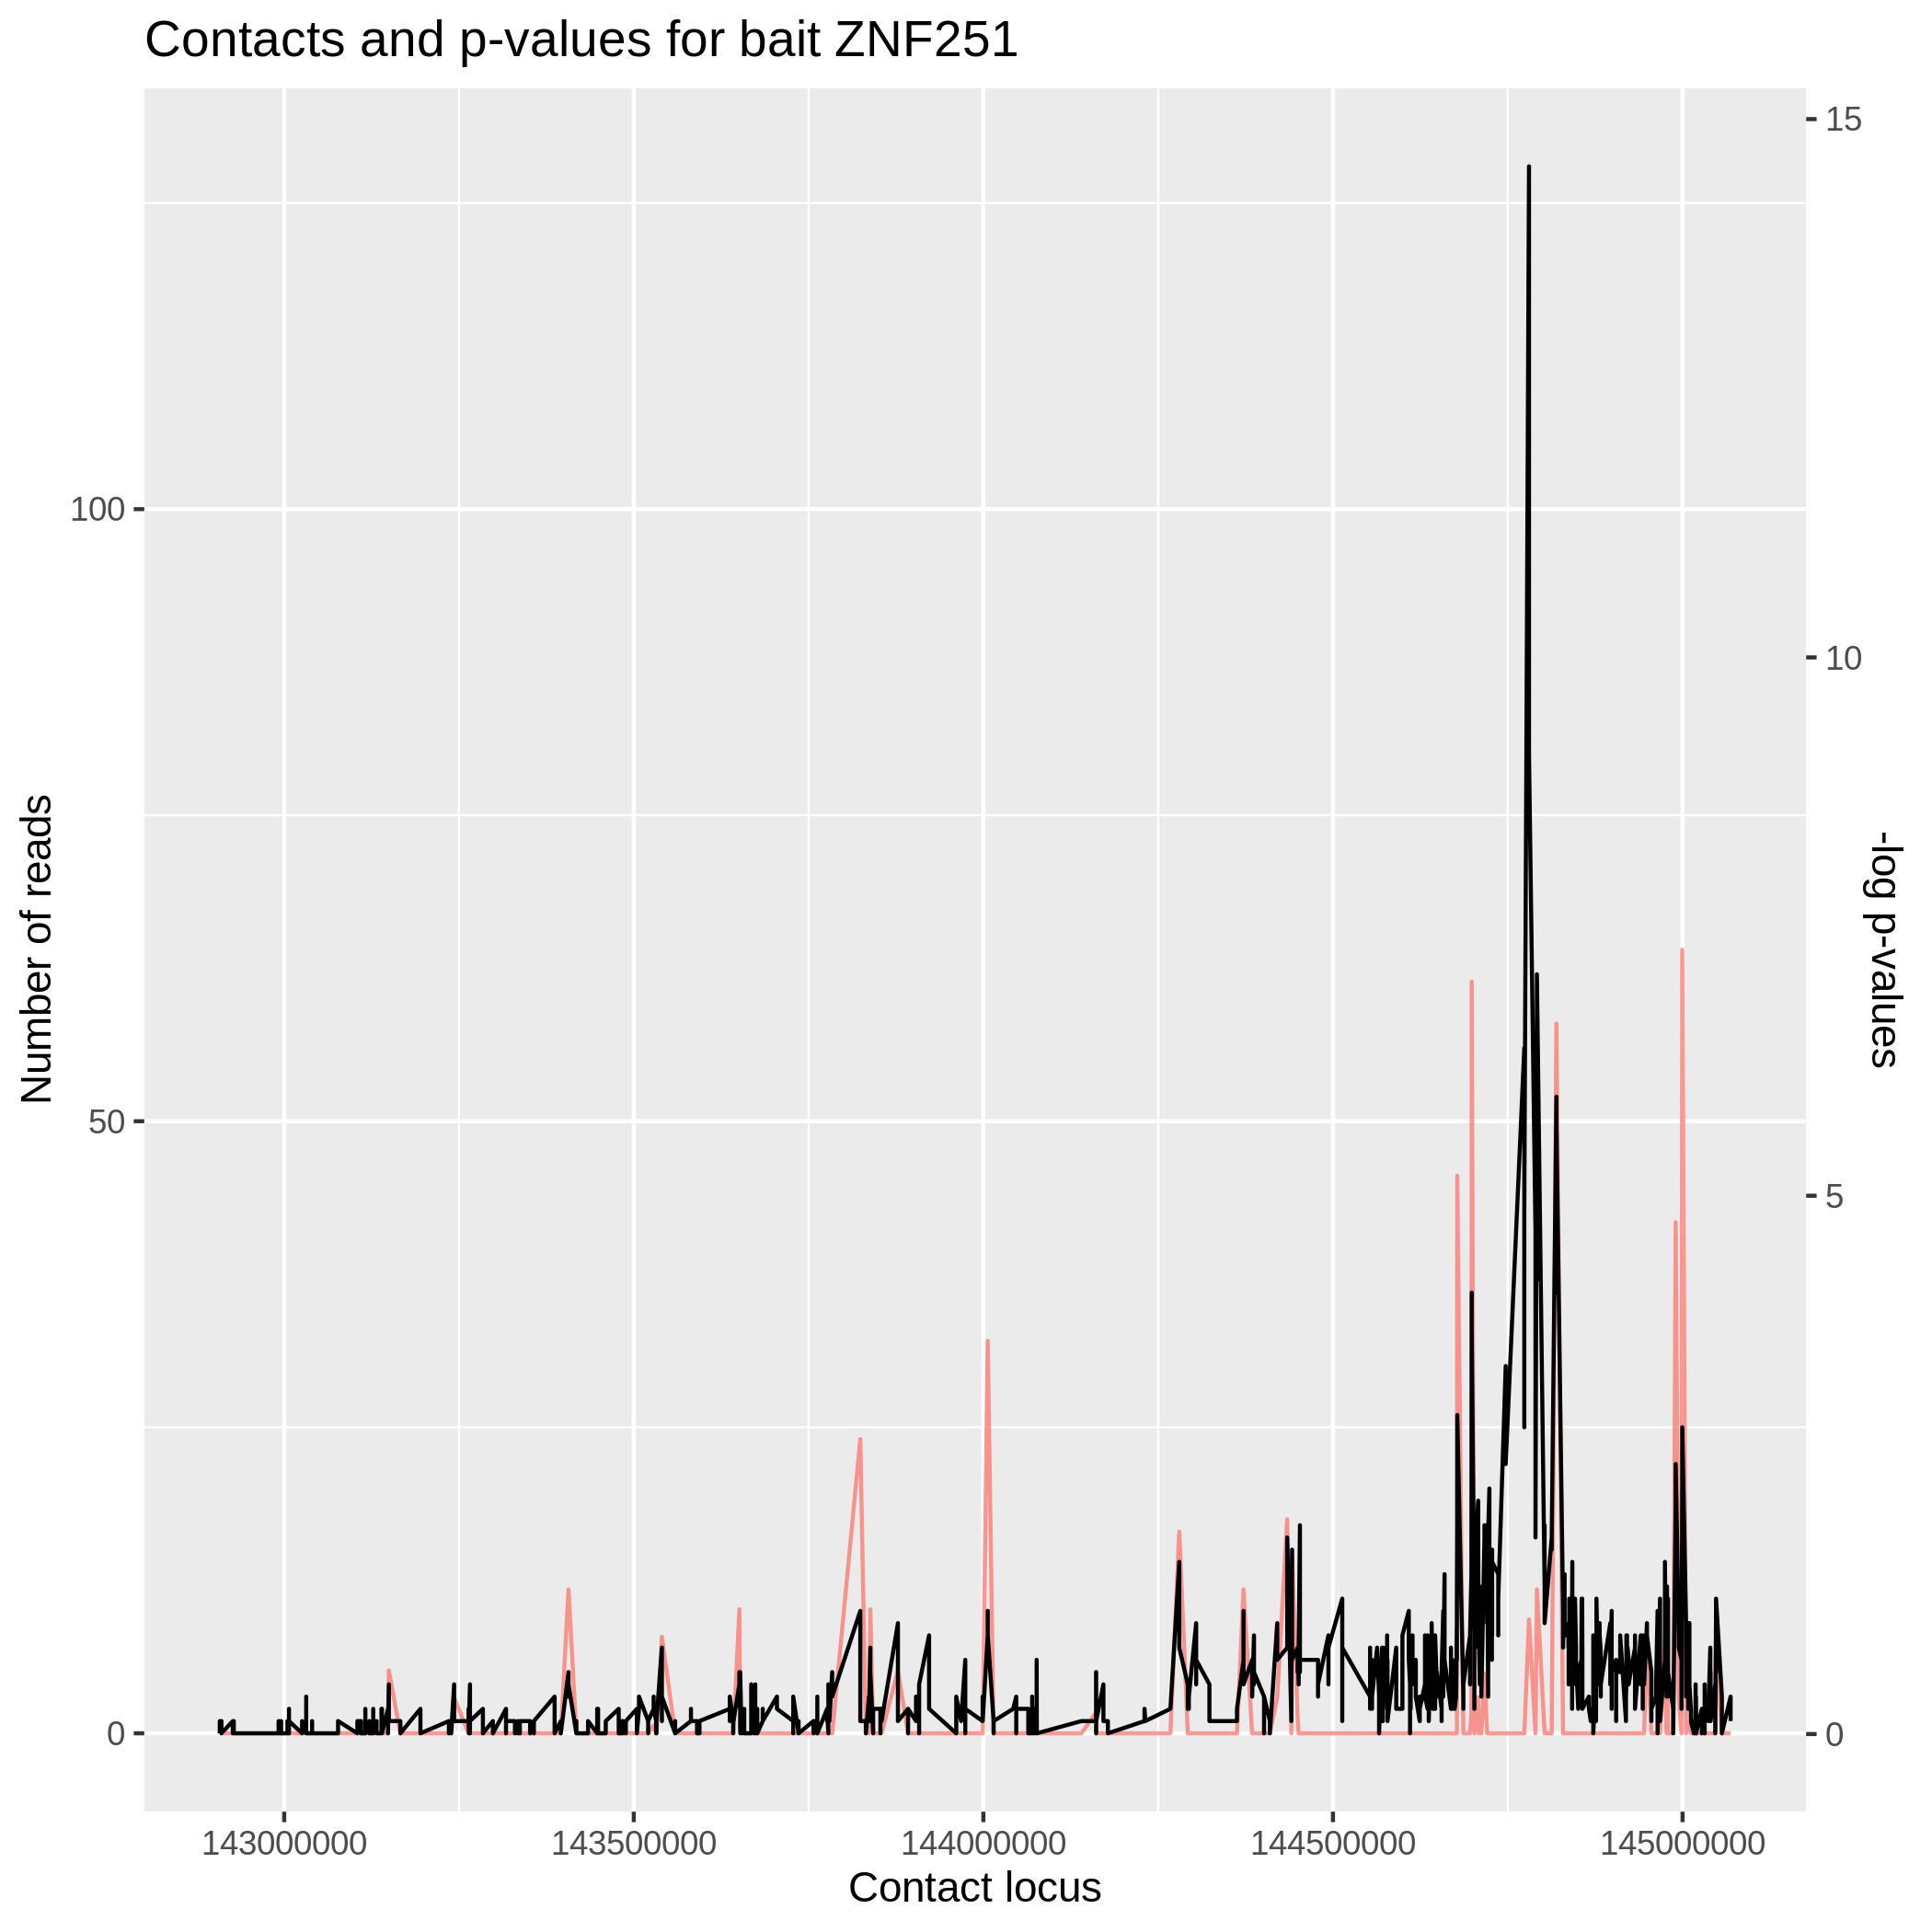 Contacts and p-values for bait ZNF251
15
100
10
50
5
0
0
Number of reads
-log p-values
143000000 143500000 144000000 144500000 145000000
Contact locus